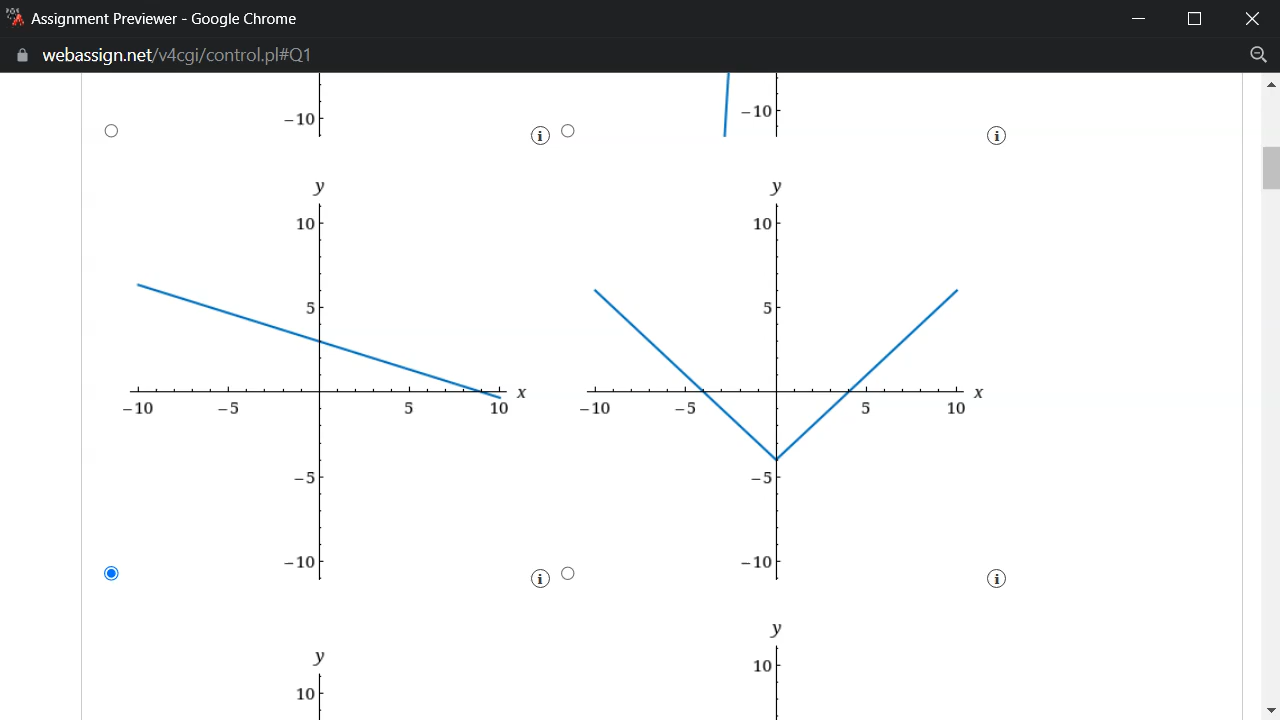 Assignment Previewer - Google Chrome
webassign.net/v4cgi/control.pl#Q1
−10
−10
i
i
y
y
10
10
5
5
x
x
−10
−5
5
10
−10
−5
5
10
−5
−5
−10
−10
i
i
y
10
y
10